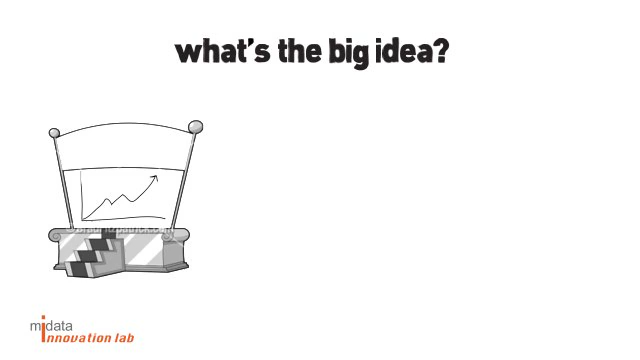 what's the big idea?
midata
innovation lab